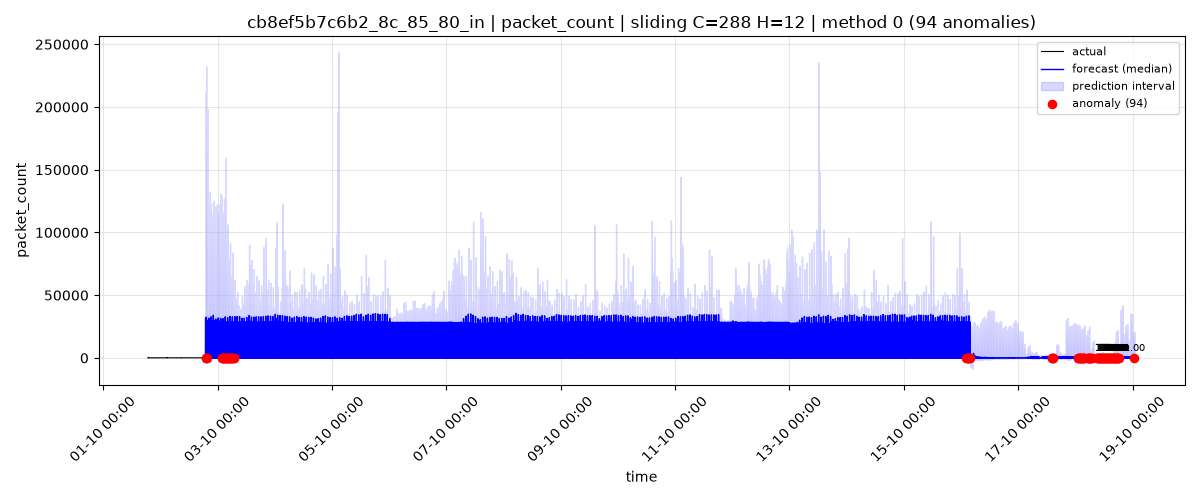 cb8ef5b7c6b2_8c_85_80_in | packet_count | sliding C=288 H=12 | method 0 (94 anomalies)
250000
200000
150000
100000
50000
0
packet_count
actual
forecast (median)
prediction interval
anomaly (94)
01-10 00:00
03-10 00:00
05-10 00:00
07-10 00:00
09-10 00:00
11-10 00:00
13-10 00:00
15-10 00:00
17-10 00:00
19-10 00:00
time